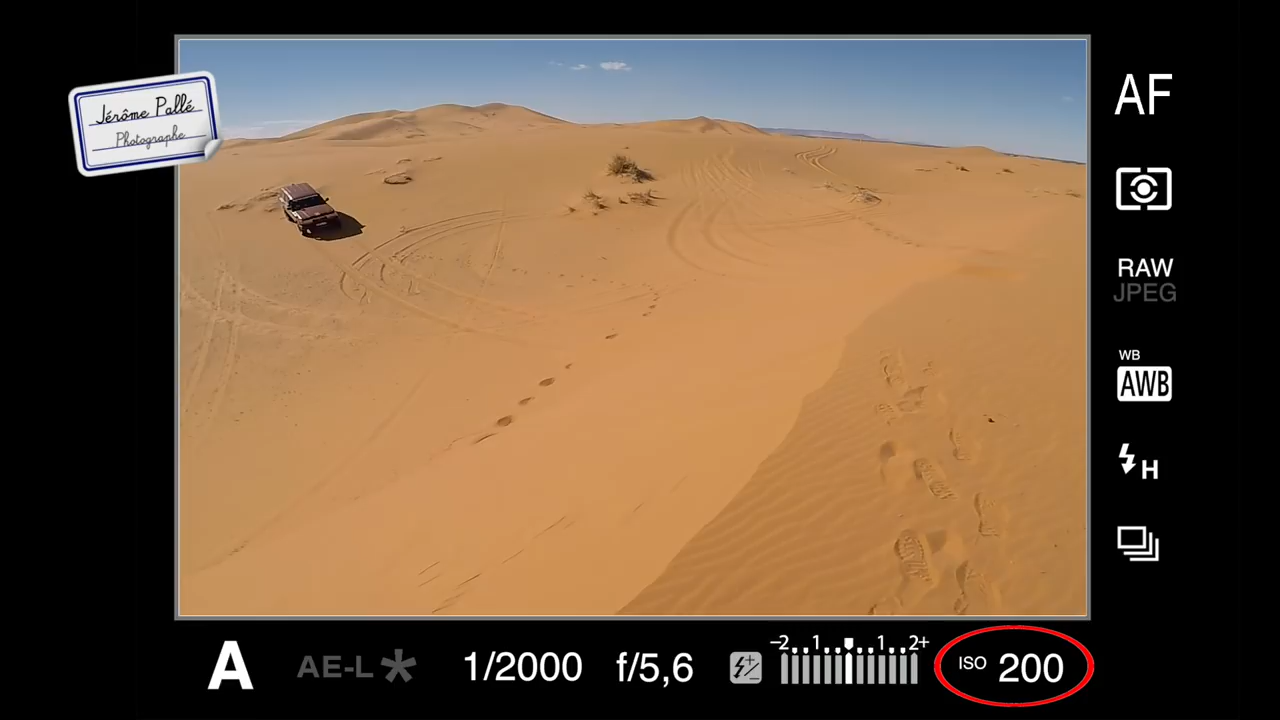 Jérôme Pallé
Photographe
AF
RAW
JPEG
WB
AWB
H
A
AE-L
1/2000
f/5,6
−2..1..▮..1..2+
ISO 200